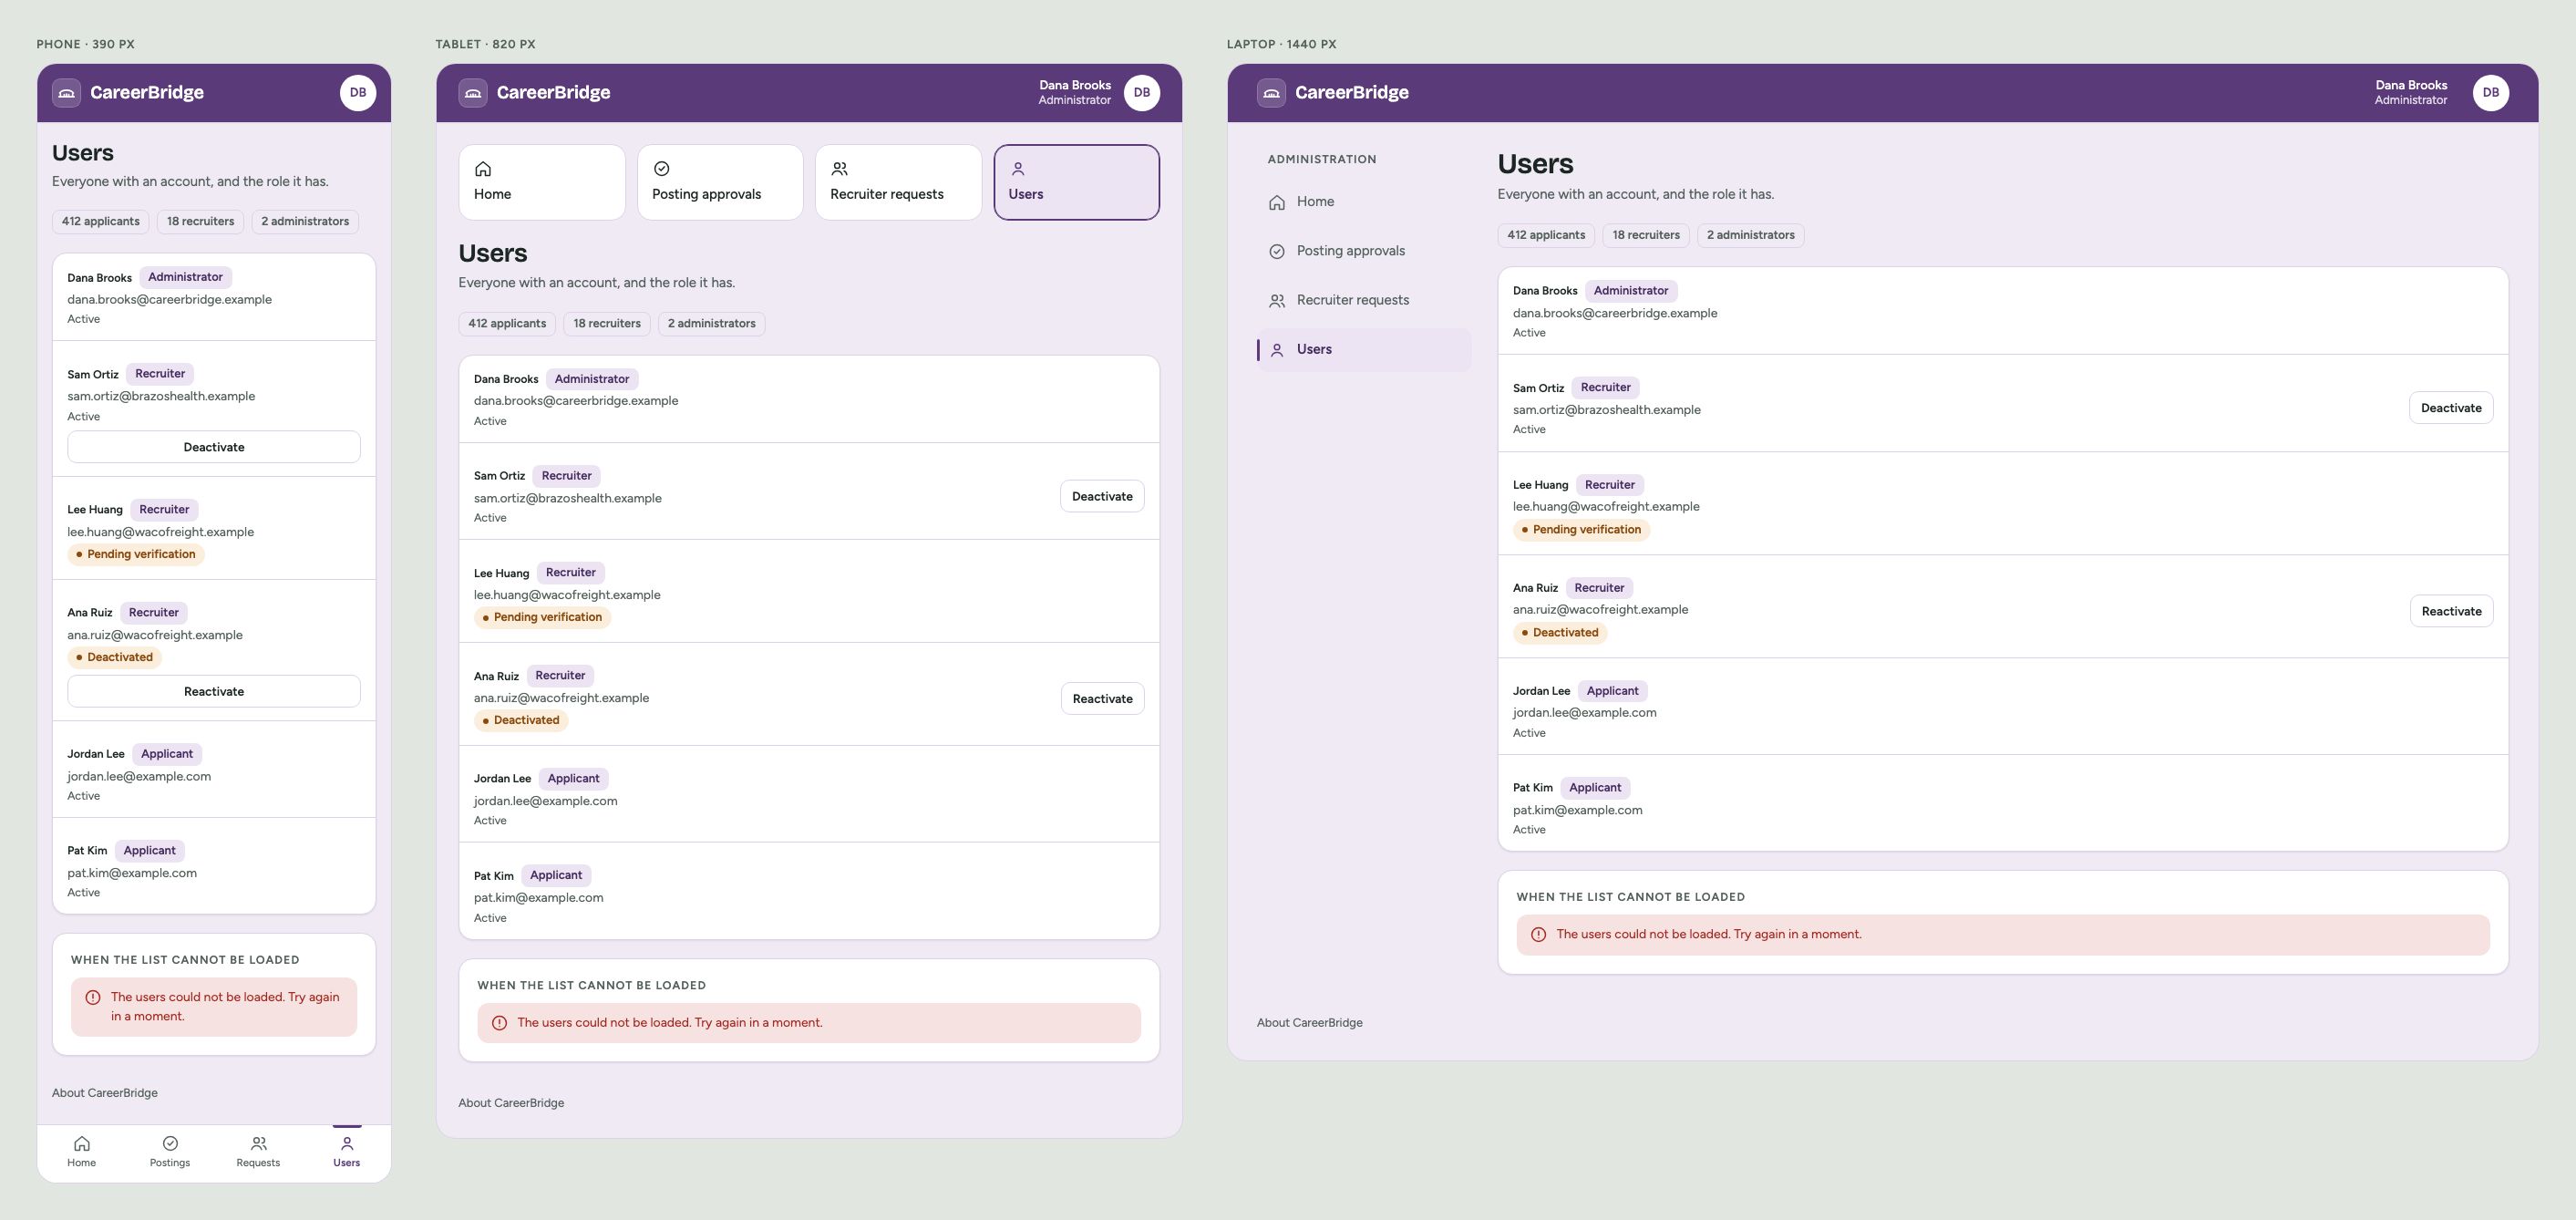 PHONE · 390 PX
CareerBridge
DB
Users
Everyone with an account, and the role it has.
412 applicants
18 recruiters
2 administrators
Dana Brooks
Administrator
dana.brooks@careerbridge.example
Active
Sam Ortiz
Recruiter
sam.ortiz@brazoshealth.example
Active
Deactivate
Lee Huang
Recruiter
lee.huang@wacofreight.example
Pending verification
Ana Ruiz
Recruiter
ana.ruiz@wacofreight.example
Deactivated
Reactivate
Jordan Lee
Applicant
jordan.lee@example.com
Active
Pat Kim
Applicant
pat.kim@example.com
Active
WHEN THE LIST CANNOT BE LOADED
The users could not be loaded. Try again
in a moment.
About CareerBridge
Home
Postings
Requests
Users
TABLET · 820 PX
CareerBridge
Dana Brooks
Administrator
DB
Home
Posting approvals
Recruiter requests
Users
Users
Everyone with an account, and the role it has.
412 applicants
18 recruiters
2 administrators
Dana Brooks
Administrator
dana.brooks@careerbridge.example
Active
Sam Ortiz
Recruiter
sam.ortiz@brazoshealth.example
Active
Deactivate
Lee Huang
Recruiter
lee.huang@wacofreight.example
Pending verification
Ana Ruiz
Recruiter
ana.ruiz@wacofreight.example
Deactivated
Reactivate
Jordan Lee
Applicant
jordan.lee@example.com
Active
Pat Kim
Applicant
pat.kim@example.com
Active
WHEN THE LIST CANNOT BE LOADED
The users could not be loaded. Try again in a moment.
About CareerBridge
LAPTOP · 1440 PX
CareerBridge
Dana Brooks
Administrator
DB
ADMINISTRATION
Home
Posting approvals
Recruiter requests
Users
Users
Everyone with an account, and the role it has.
412 applicants
18 recruiters
2 administrators
Dana Brooks
Administrator
dana.brooks@careerbridge.example
Active
Sam Ortiz
Recruiter
sam.ortiz@brazoshealth.example
Active
Deactivate
Lee Huang
Recruiter
lee.huang@wacofreight.example
Pending verification
Ana Ruiz
Recruiter
ana.ruiz@wacofreight.example
Deactivated
Reactivate
Jordan Lee
Applicant
jordan.lee@example.com
Active
Pat Kim
Applicant
pat.kim@example.com
Active
WHEN THE LIST CANNOT BE LOADED
The users could not be loaded. Try again in a moment.
About CareerBridge